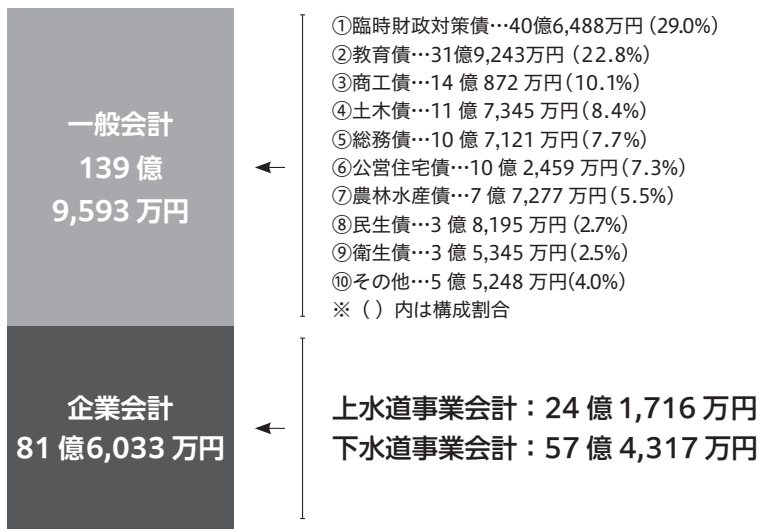 一般会計
139 億
9,593 万円
①臨時財政対策債…40億6,488万円（29.0%）
②教育債…31億9,243万円（22.8%）
③商工債…14 億 872 万円（10.1%）
④土木債…11 億 7,345 万円（8.4%）
⑤総務債…10 億 7,121 万円（7.7%）
⑥公営住宅債…10 億 2,459 万円（7.3%）
⑦農林水産債…7 億 7,277 万円（5.5%）
⑧民生債…3 億 8,195 万円（2.7%）
⑨衛生債…3 億 5,345 万円（2.5%）
⑩その他…5 億 5,248 万円（4.0%）
※（ ）内は構成割合
企業会計
81 億6,033 万円
上水道事業会計：24 億 1,716 万円
下水道事業会計：57 億 4,317 万円